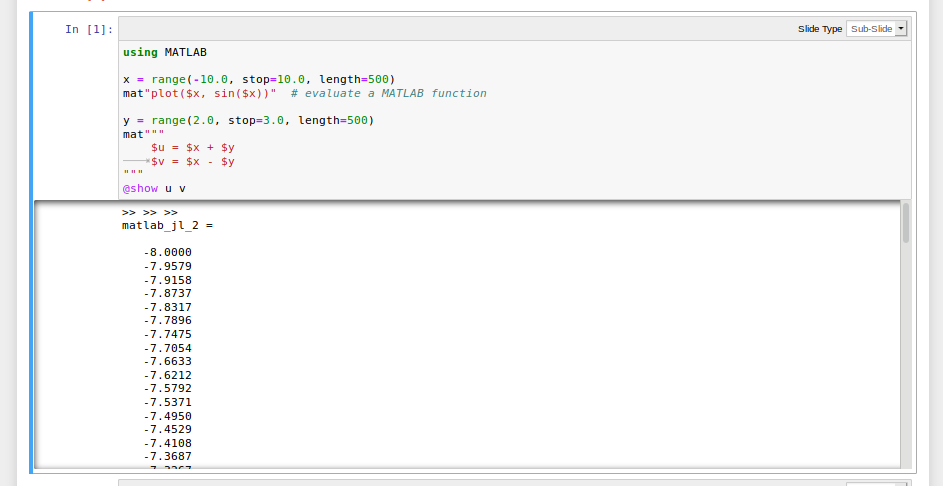 Slide Type Sub-Slide
In [1]:
using MATLAB
x = range(-10.0, stop=10.0, length=500)
mat"plot($x, sin($x))"  # evaluate a MATLAB function
y = range(2.0, stop=3.0, length=500)
mat"""
$u = $x + $y
$v = $x - $y
"""
@show u v
>> >> >>
matlab_jl_2 =
-8.0000
-7.9579
-7.9158
-7.8737
-7.8317
-7.7896
-7.7475
-7.7054
-7.6633
-7.6212
-7.5792
-7.5371
-7.4950
-7.4529
-7.4108
-7.3687